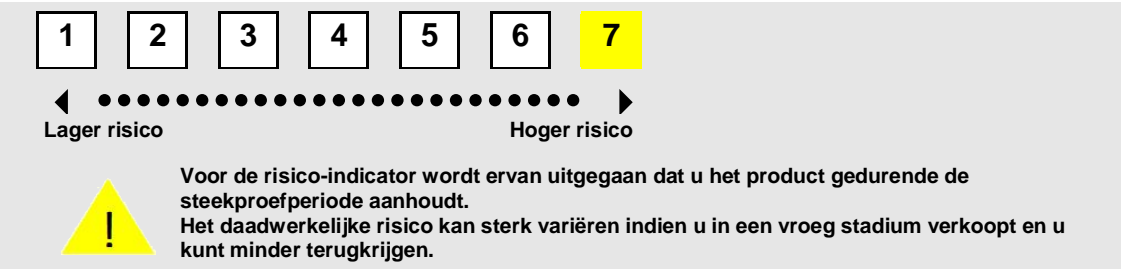 1 2 3 4 5 6 7
Lager risico Hoger risico
Voor de risico-indicator wordt ervan uitgegaan dat u het product gedurende de
steekproefperiode aanhoudt.
Het daadwerkelijke risico kan sterk variëren indien u in een vroeg stadium verkoopt en u
kunt minder terugkrijgen.
!